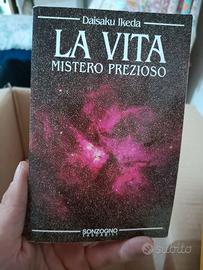 Daisaku Ikeda
LA VITA
MISTERO PREZIOSO
SONZOGNO
subito